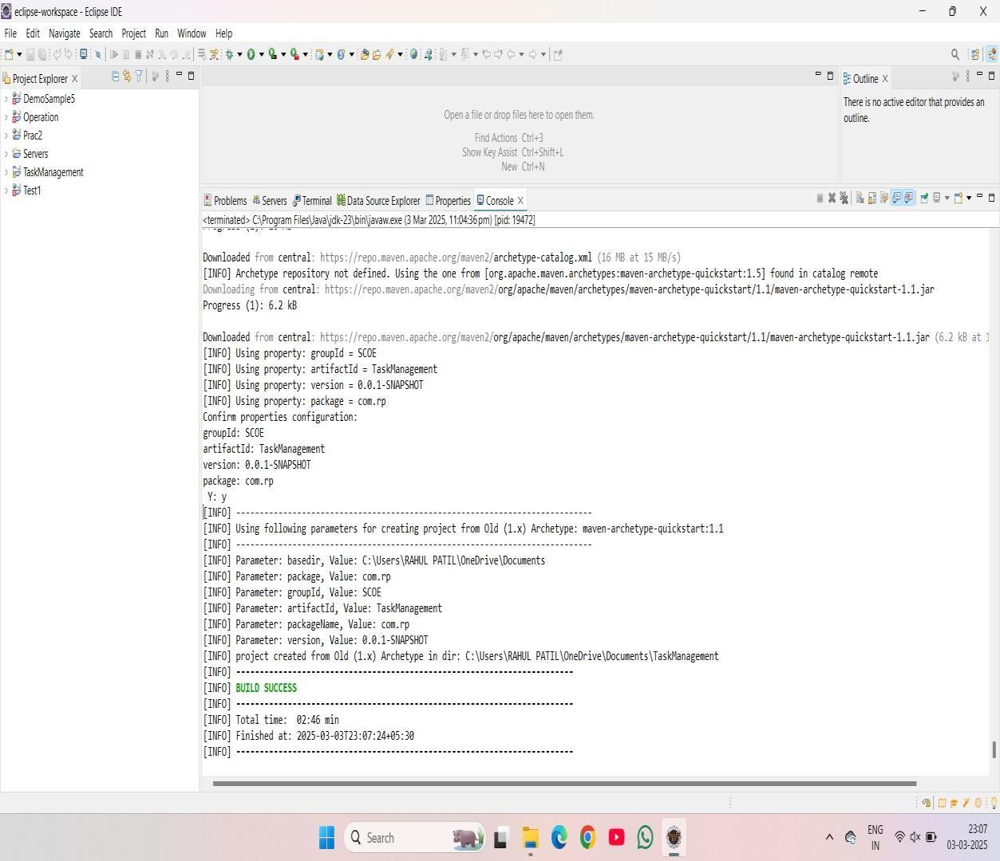 eclipse-workspace - Eclipse IDE
File Edit Navigate Search Project Run Window Help
Project Explorer
DemoSample5
Operation
Prac2
Servers
TaskManagement
Test1
Open a file or drop files here to open them.
Find Actions Ctrl+3
Show Key Assist Ctrl+Shift+L
New Ctrl+N
Outline
There is no active editor that provides an
outline.
Problems Servers Terminal Data Source Explorer Properties Console
<terminated> C:\Program Files\Java\jdk-23\bin\javaw.exe (3 Mar 2025, 11:04:36 pm) [pid: 19472]
Downloaded from central: https://repo.maven.apache.org/maven2/archetype-catalog.xml (16 MB at 15 MB/s)
[INFO] Archetype repository not defined. Using the one from [org.apache.maven.archetypes:maven-archetype-quickstart:1.5] found in catalog remote
Downloading from central: https://repo.maven.apache.org/maven2/org/apache/maven/archetypes/maven-archetype-quickstart/1.1/maven-archetype-quickstart-1.1.jar
Progress (1): 6.2 kB
Downloaded from central: https://repo.maven.apache.org/maven2/org/apache/maven/archetypes/maven-archetype-quickstart/1.1/maven-archetype-quickstart-1.1.jar (6.2 kB at 1
[INFO] Using property: groupId = SCOE
[INFO] Using property: artifactId = TaskManagement
[INFO] Using property: version = 0.0.1-SNAPSHOT
[INFO] Using property: package = com.rp
Confirm properties configuration:
groupId: SCOE
artifactId: TaskManagement
version: 0.0.1-SNAPSHOT
package: com.rp
Y: y
[INFO] ----------------------------------------------------------------------------
[INFO] Using following parameters for creating project from Old (1.x) Archetype: maven-archetype-quickstart:1.1
[INFO] ----------------------------------------------------------------------------
[INFO] Parameter: basedir, Value: C:\Users\RAHUL PATIL\OneDrive\Documents
[INFO] Parameter: package, Value: com.rp
[INFO] Parameter: groupId, Value: SCOE
[INFO] Parameter: artifactId, Value: TaskManagement
[INFO] Parameter: packageName, Value: com.rp
[INFO] Parameter: version, Value: 0.0.1-SNAPSHOT
[INFO] project created from Old (1.x) Archetype in dir: C:\Users\RAHUL PATIL\OneDrive\Documents\TaskManagement
[INFO] ------------------------------------------------------------------------
[INFO] BUILD SUCCESS
[INFO] ------------------------------------------------------------------------
[INFO] Total time:  02:46 min
[INFO] Finished at: 2025-03-03T23:07:24+05:30
[INFO] ------------------------------------------------------------------------
Search
ENG
IN
23:07
03-03-2025